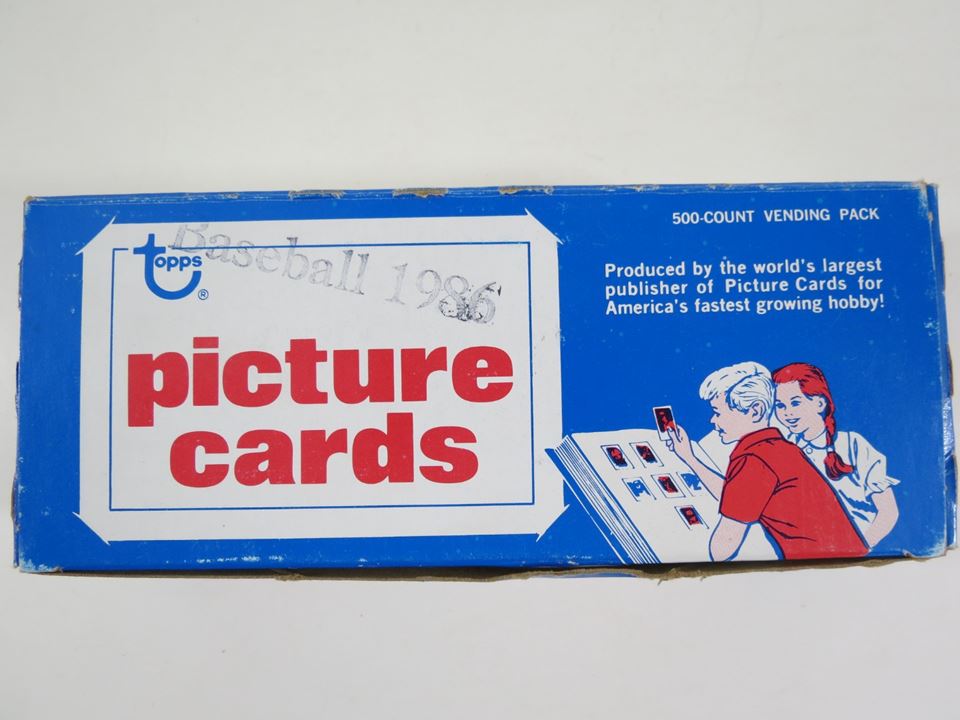 topps®
Baseball 1986
picture
cards
500-COUNT VENDING PACK
Produced by the world's largest
publisher of Picture Cards for
America's fastest growing hobby!